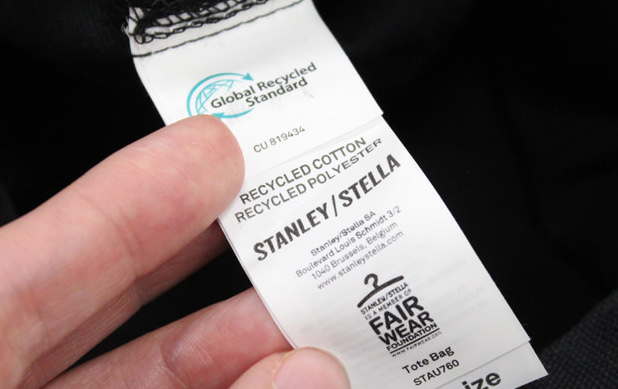 Global Recycled
Standard
CU 819434
RECYCLED COTTON
RECYCLED POLYESTER
STANLEY/STELLA
Stanley/Stella SA
Boulevard Louis Schmidt 3/2
1040 Brussels, Belgium
www.stanleystella.com
STANLEY/STELLA
IS A MEMBER OF
FAIR
WEAR
FOUNDATION
Tote Bag
STAU760